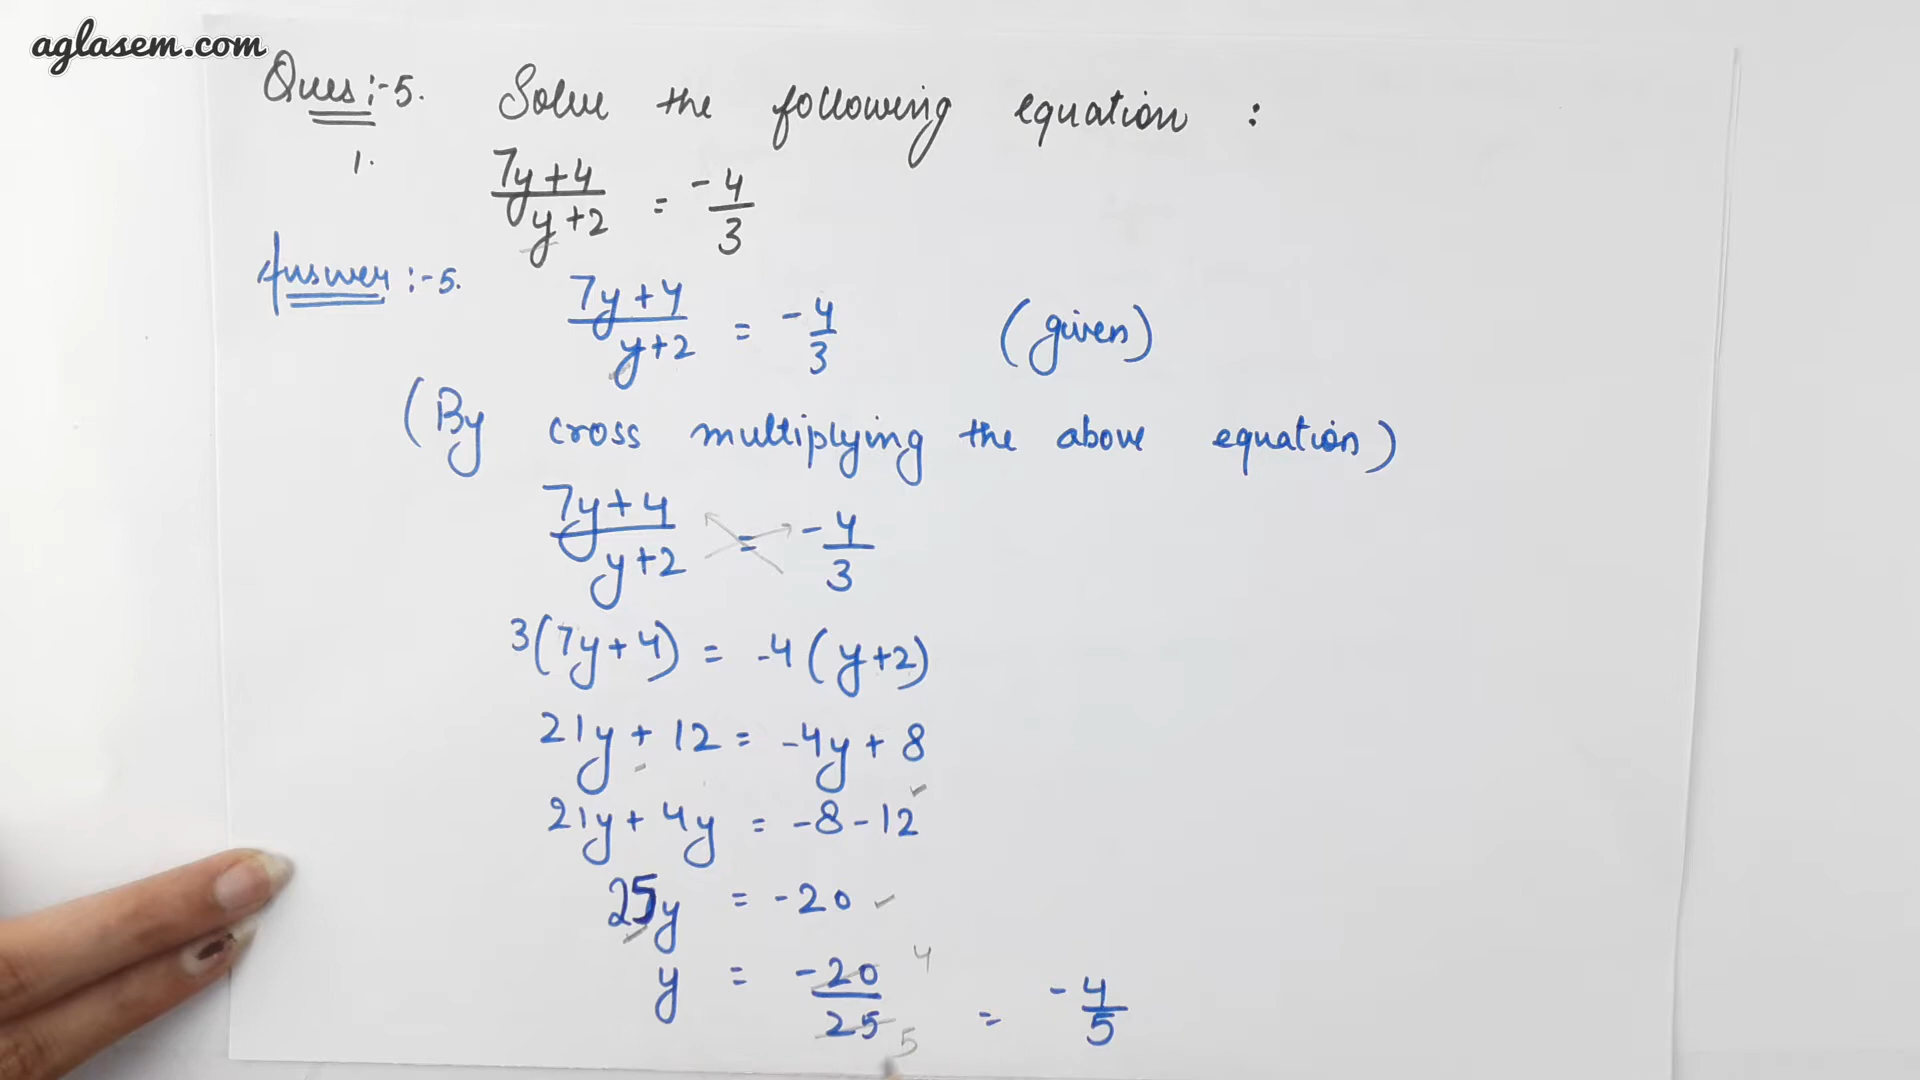 aglasem.com
Ques:-5. Solve the following equation :
1. 7y+4/y+2 = -4/3
Answer:-5. 7y+4/y+2 = -4/3 (given)
(By cross multiplying the above equation)
7y+4/y+2 = -4/3
3(7y+4) = -4(y+2)
21y+12 = -4y+8
21y+4y = -8-12
25y = -20
y = -20/25 = -4/5
4
5